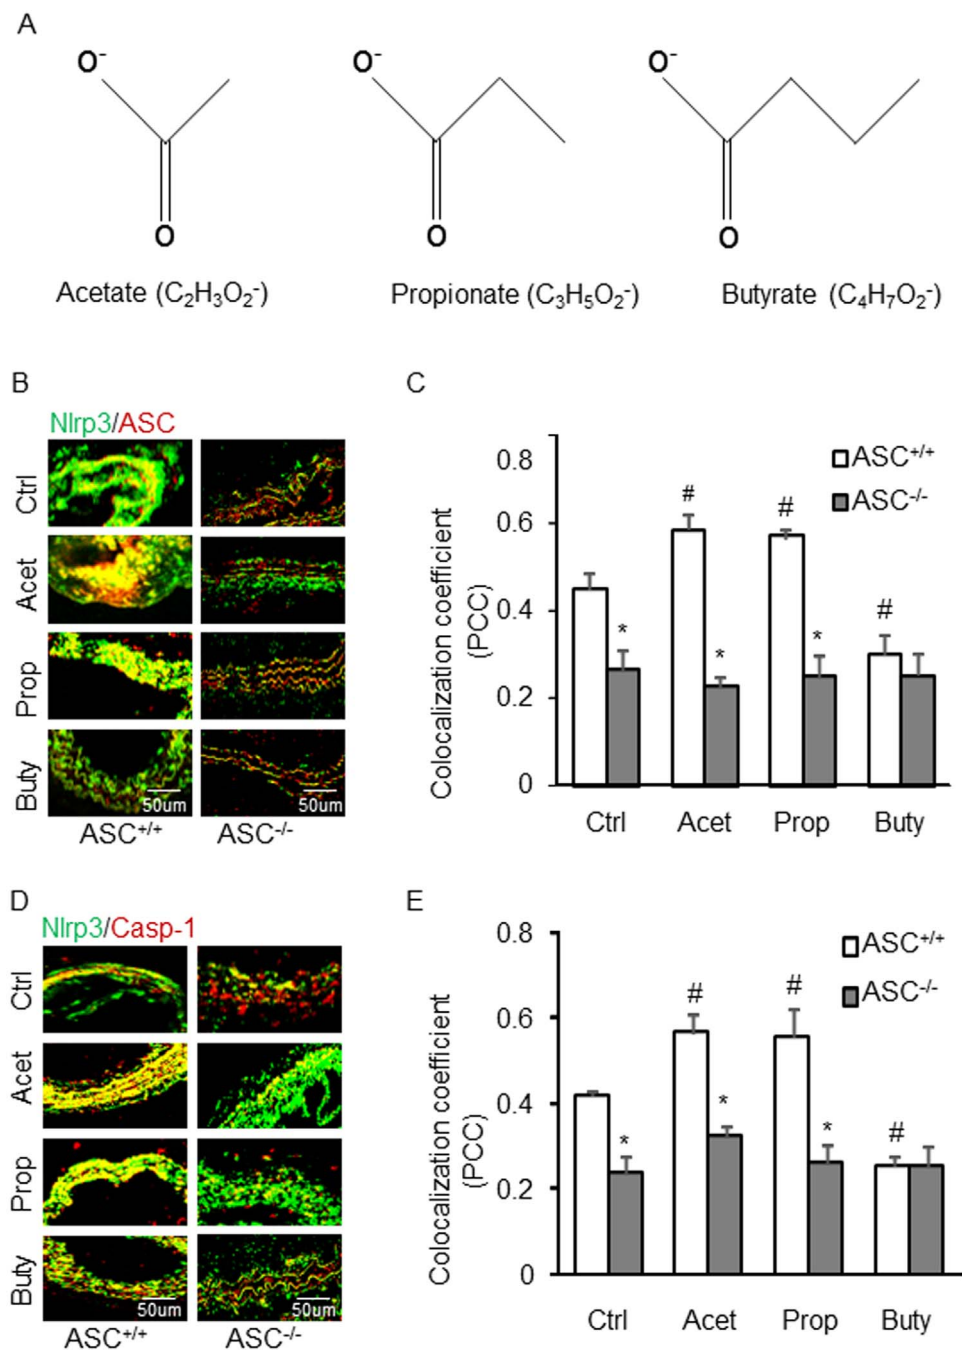 A
O⁻ O⁻ O⁻
O O O
Acetate (C₂H₃O₂⁻) Propionate (C₃H₅O₂⁻) Butyrate (C₄H₇O₂⁻)
B
Nlrp3/ASC
Ctrl
Acet
Prop
Buty
50um 50um
ASC⁺/⁺ ASC⁻/⁻
C
Colocalization coefficient
(PCC)
0.8
0.6
0.4
0.2
0
ASC⁺/⁺
ASC⁻/⁻
# # #
* * *
Ctrl Acet Prop Buty
D
Nlrp3/Casp-1
Ctrl
Acet
Prop
Buty
50um 50um
ASC⁺/⁺ ASC⁻/⁻
E
Colocalization coefficient
(PCC)
0.8
0.6
0.4
0.2
0
ASC⁺/⁺
ASC⁻/⁻
# # #
* * *
Ctrl Acet Prop Buty